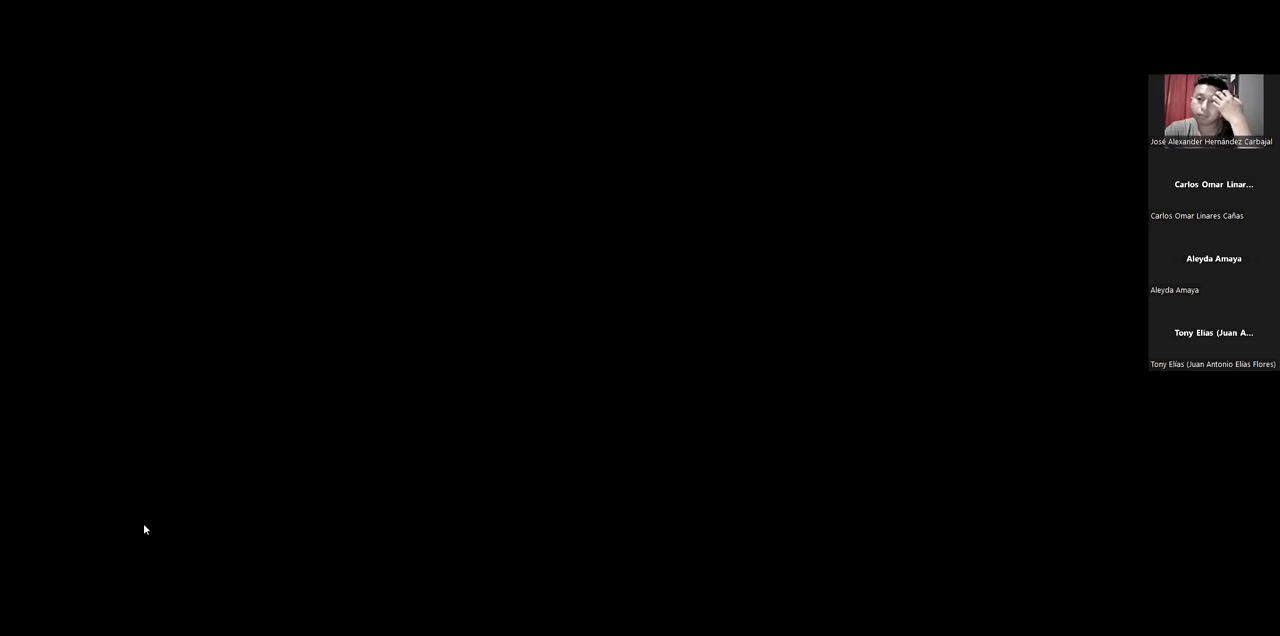 José Alexander Hernández Carbajal
Carlos Omar Linar...
Carlos Omar Linares Cañas
Aleyda Amaya
Aleyda Amaya
Tony Elías (Juan A...
Tony Elías (Juan Antonio Elías Flores)